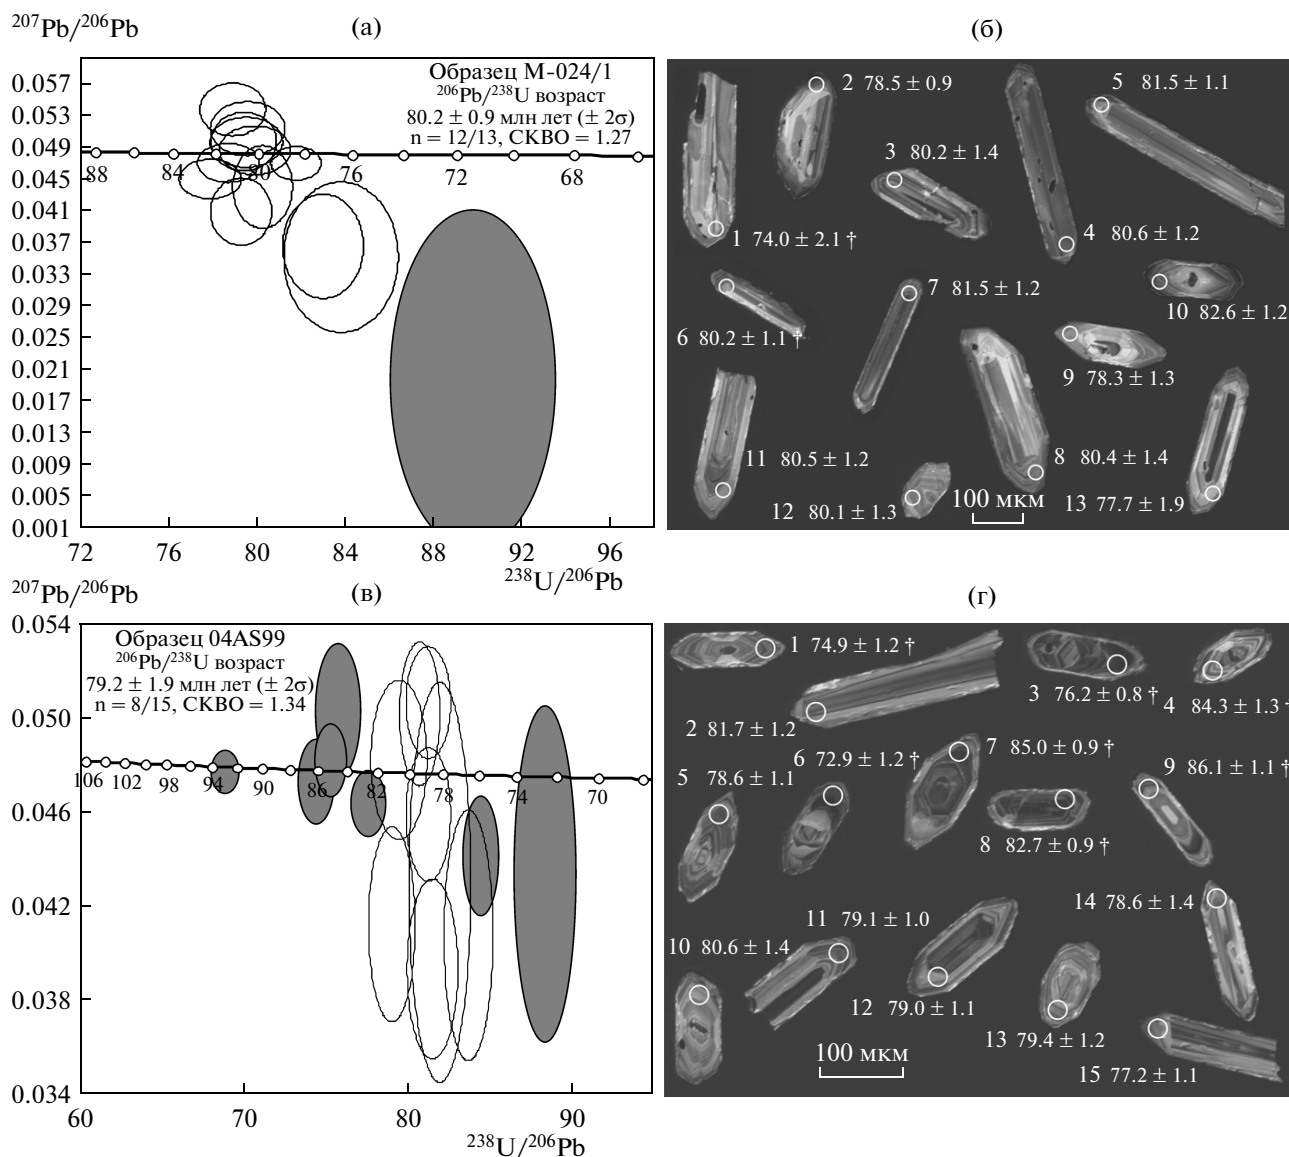 ²⁰⁷Pb/²⁰⁶Pb
(а)
Образец М-024/1
²⁰⁶Pb/²³⁸U возраст
80.2 ± 0.9 млн лет (± 2σ)
n = 12/13, СКВО = 1.27
0.057
0.053
0.049
0.045
0.041
0.037
0.033
0.029
0.025
0.021
0.017
0.013
0.009
0.005
0.001
88 84 80 76 72 68
72 76 80 84 88 92 96
²³⁸U/²⁰⁶Pb
(б)
2 78.5 ± 0.9
5 81.5 ± 1.1
3 80.2 ± 1.4
1 74.0 ± 2.1 †
4 80.6 ± 1.2
7 81.5 ± 1.2
10 82.6 ± 1.2
6 80.2 ± 1.1 †
9 78.3 ± 1.3
11 80.5 ± 1.2
8 80.4 ± 1.4
12 80.1 ± 1.3
100 мкм
13 77.7 ± 1.9
²⁰⁷Pb/²⁰⁶Pb
(в)
Образец 04AS99
²⁰⁶Pb/²³⁸U возраст
79.2 ± 1.9 млн лет (± 2σ)
n = 8/15, СКВО = 1.34
0.054
0.050
0.046
0.042
0.038
0.034
106 102 98 94 90 86 82 78 74 70
60 70 80 90
²³⁸U/²⁰⁶Pb
(г)
1 74.9 ± 1.2 †
3 76.2 ± 0.8 †
4 84.3 ± 1.3 †
2 81.7 ± 1.2
6 72.9 ± 1.2 †
7 85.0 ± 0.9 †
5 78.6 ± 1.1
9 86.1 ± 1.1 †
8 82.7 ± 0.9 †
14 78.6 ± 1.4
11 79.1 ± 1.0
10 80.6 ± 1.4
12 79.0 ± 1.1
13 79.4 ± 1.2
100 мкм
15 77.2 ± 1.1